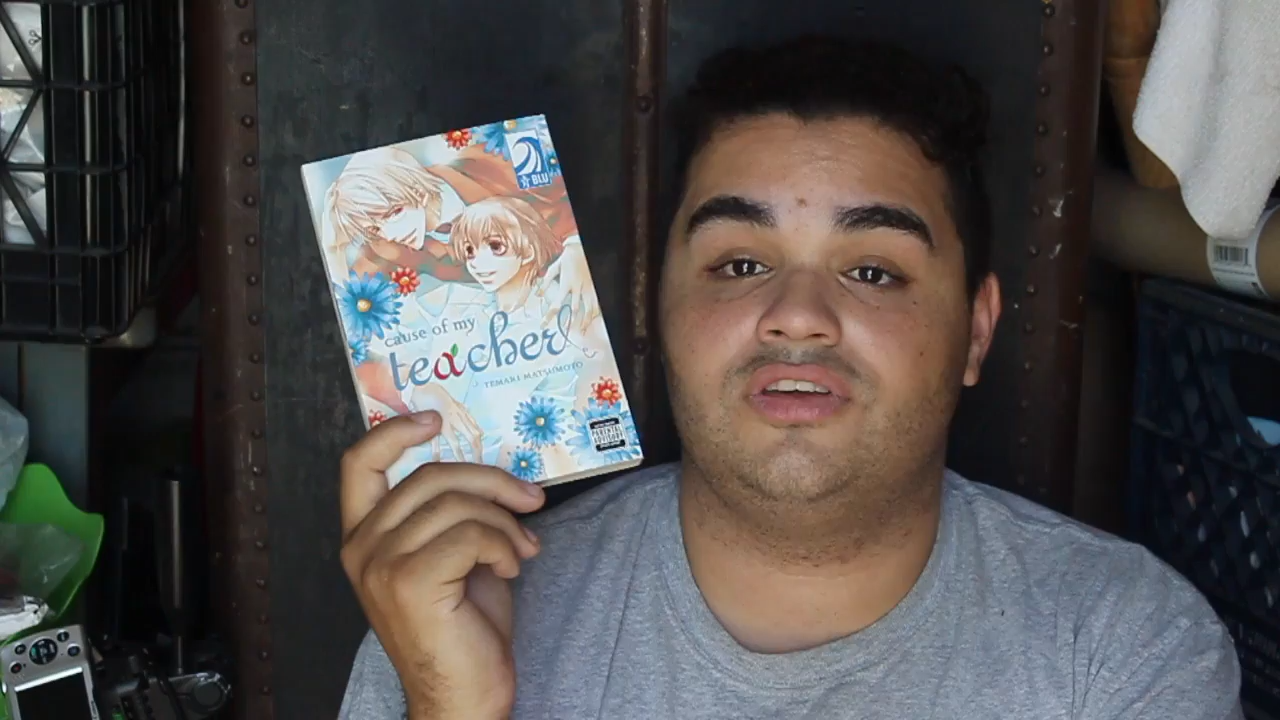 BLU
cause of my
teacher
TEMARI MATSUMOTO
PARENTAL
ADVISORY